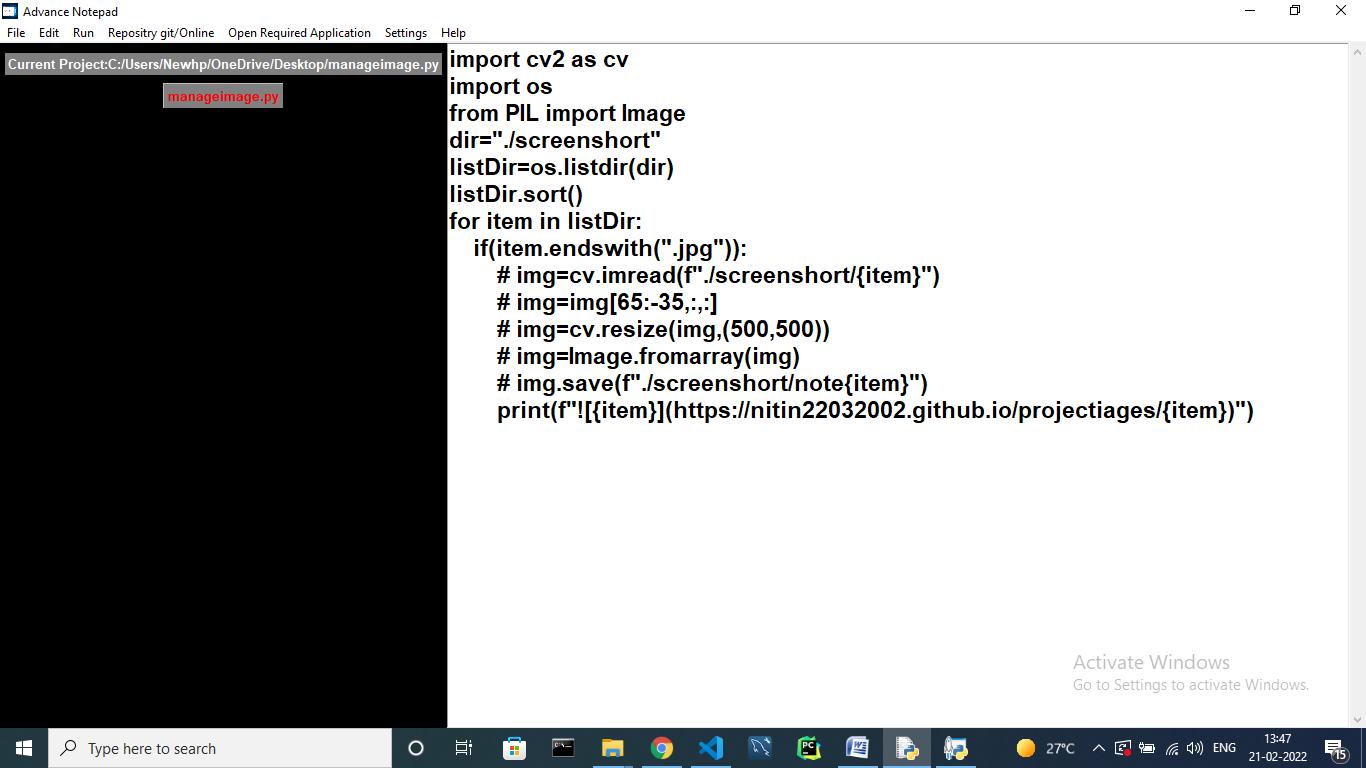 Advance Notepad
File Edit Run Repositry git/Online Open Required Application Settings Help
Current Project:C:/Users/Newhp/OneDrive/Desktop/manageimage.py
manageimage.py
import cv2 as cv
import os
from PIL import Image
dir="./screenshort"
listDir=os.listdir(dir)
listDir.sort()
for item in listDir:
    if(item.endswith(".jpg")):
        # img=cv.imread(f"./screenshort/{item}")
        # img=img[65:-35,:,:]
        # img=cv.resize(img,(500,500))
        # img=Image.fromarray(img)
        # img.save(f"./screenshort/note{item}")
        print(f"![{item}](https://nitin22032002.github.io/projectiages/{item})")
Activate Windows
Go to Settings to activate Windows.
Type here to search
PC
W
27°C
ENG
13:47
21-02-2022
15